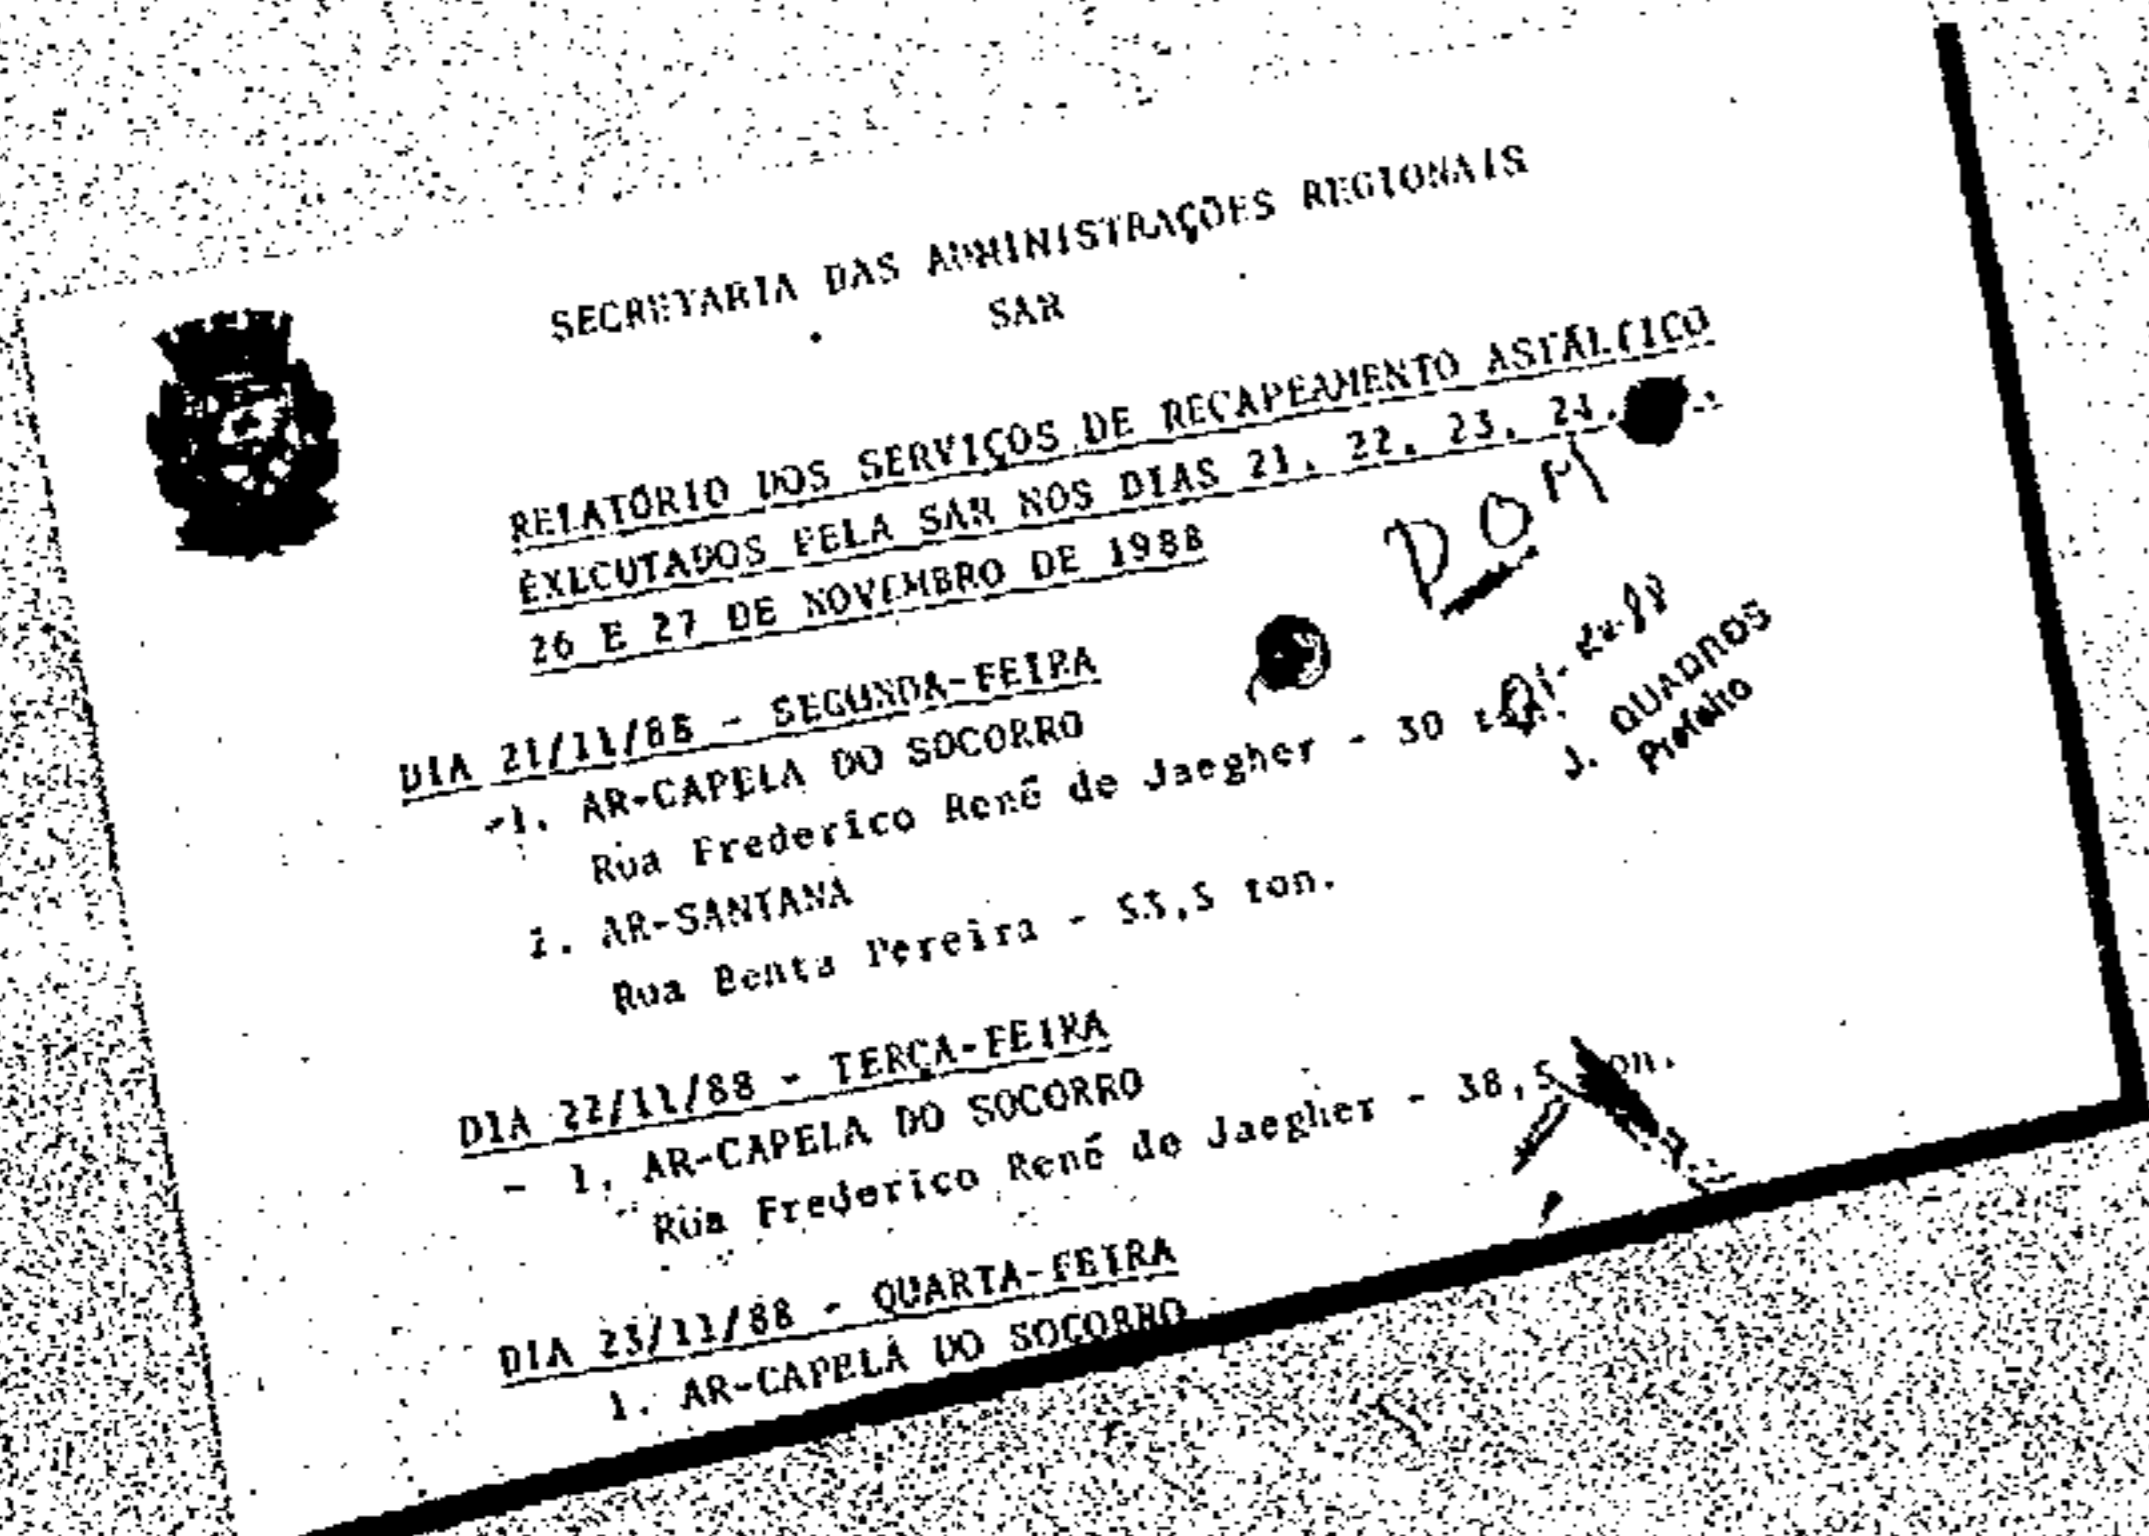 SECRETARIA DAS ADMINISTRAÇÕES REGIONAIS
SAR
RELATÓRIO DOS SERVIÇOS DE RECAPEAMENTO ASFÁLTICO
EXECUTADOS PELA SAR NOS DIAS 21, 22, 23, 24,
26 E 27 DE NOVEMBRO DE 1988
DOM
J. QUADROS
Prefeito
DIA 21/11/88 - SEGUNDA-FEIRA
1. AR-CAPELA DO SOCORRO
Rua Frederico René de Jaegher - 30
2. AR-SANTANA
Rua Benta Pereira - 53,5 ton.
DIA 22/11/88 - TERÇA-FEIRA
- 1. AR-CAPELA DO SOCORRO
Rua Frederico René de Jaegher - 38,5 ton.
DIA 23/11/88 - QUARTA-FEIRA
1. AR-CAPELA DO SOCORRO